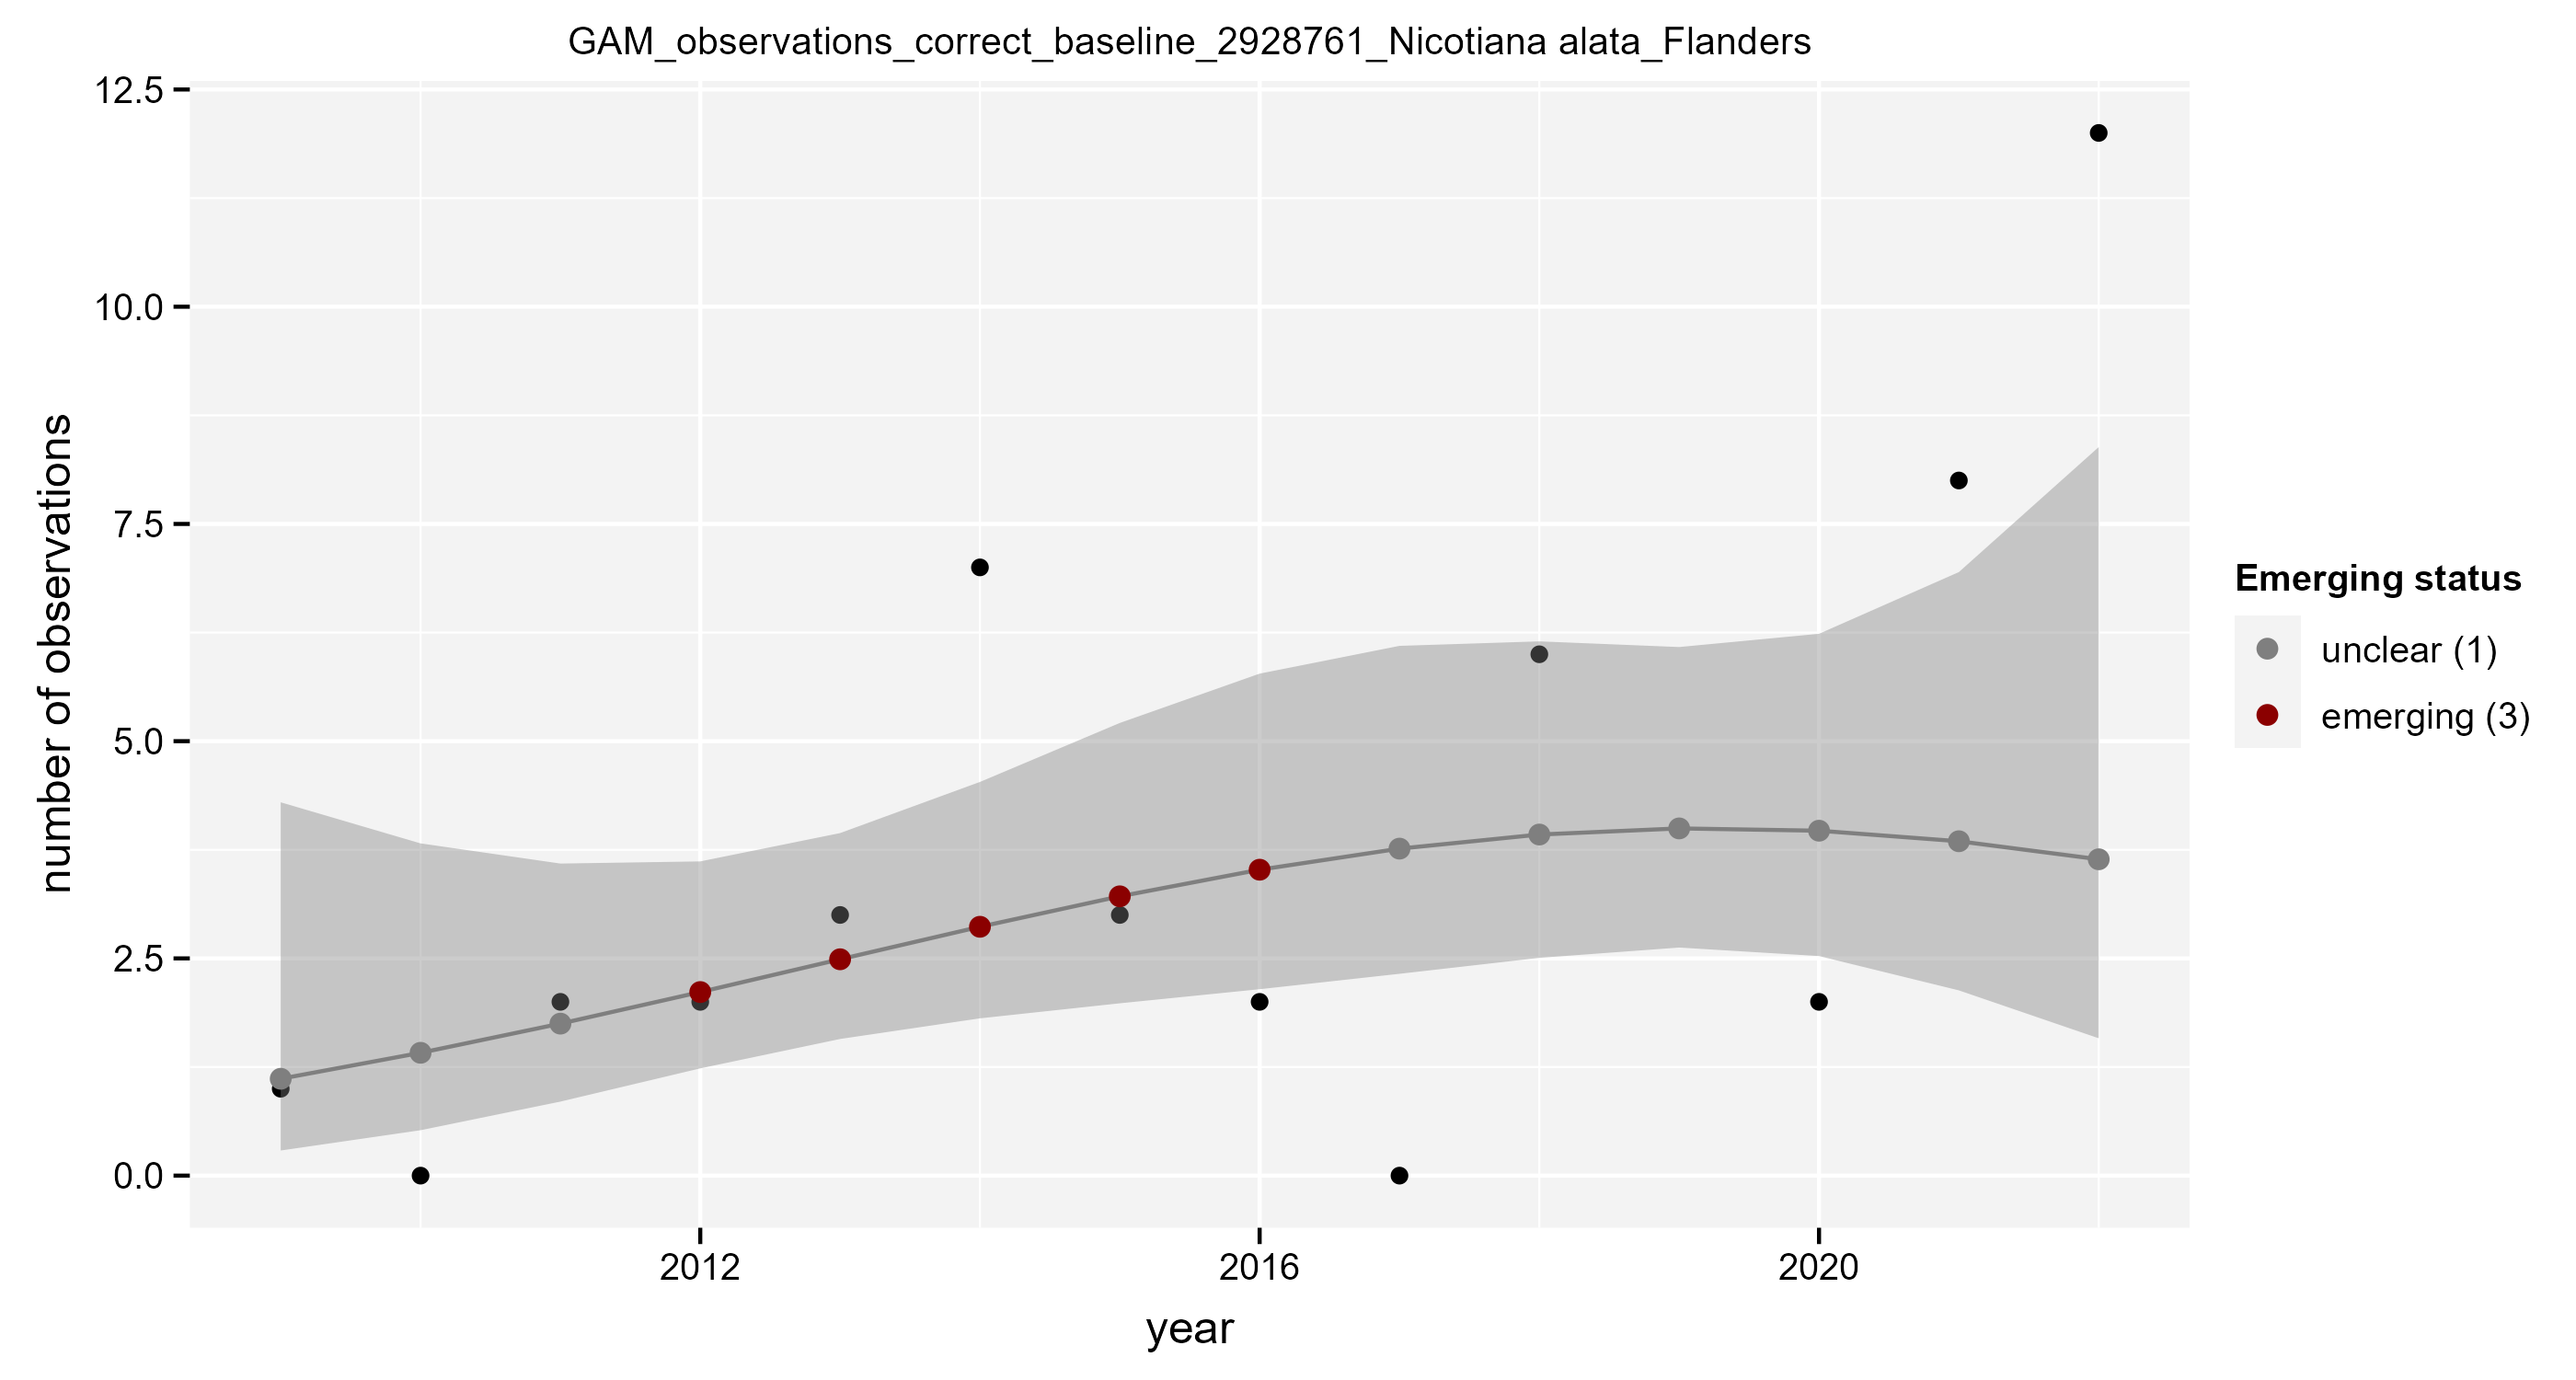 GAM_observations_correct_baseline_2928761_Nicotiana alata_Flanders
12.5
10.0
7.5
5.0
2.5
0.0
number of observations
2012
2016
2020
year
Emerging status
unclear (1)
emerging (3)